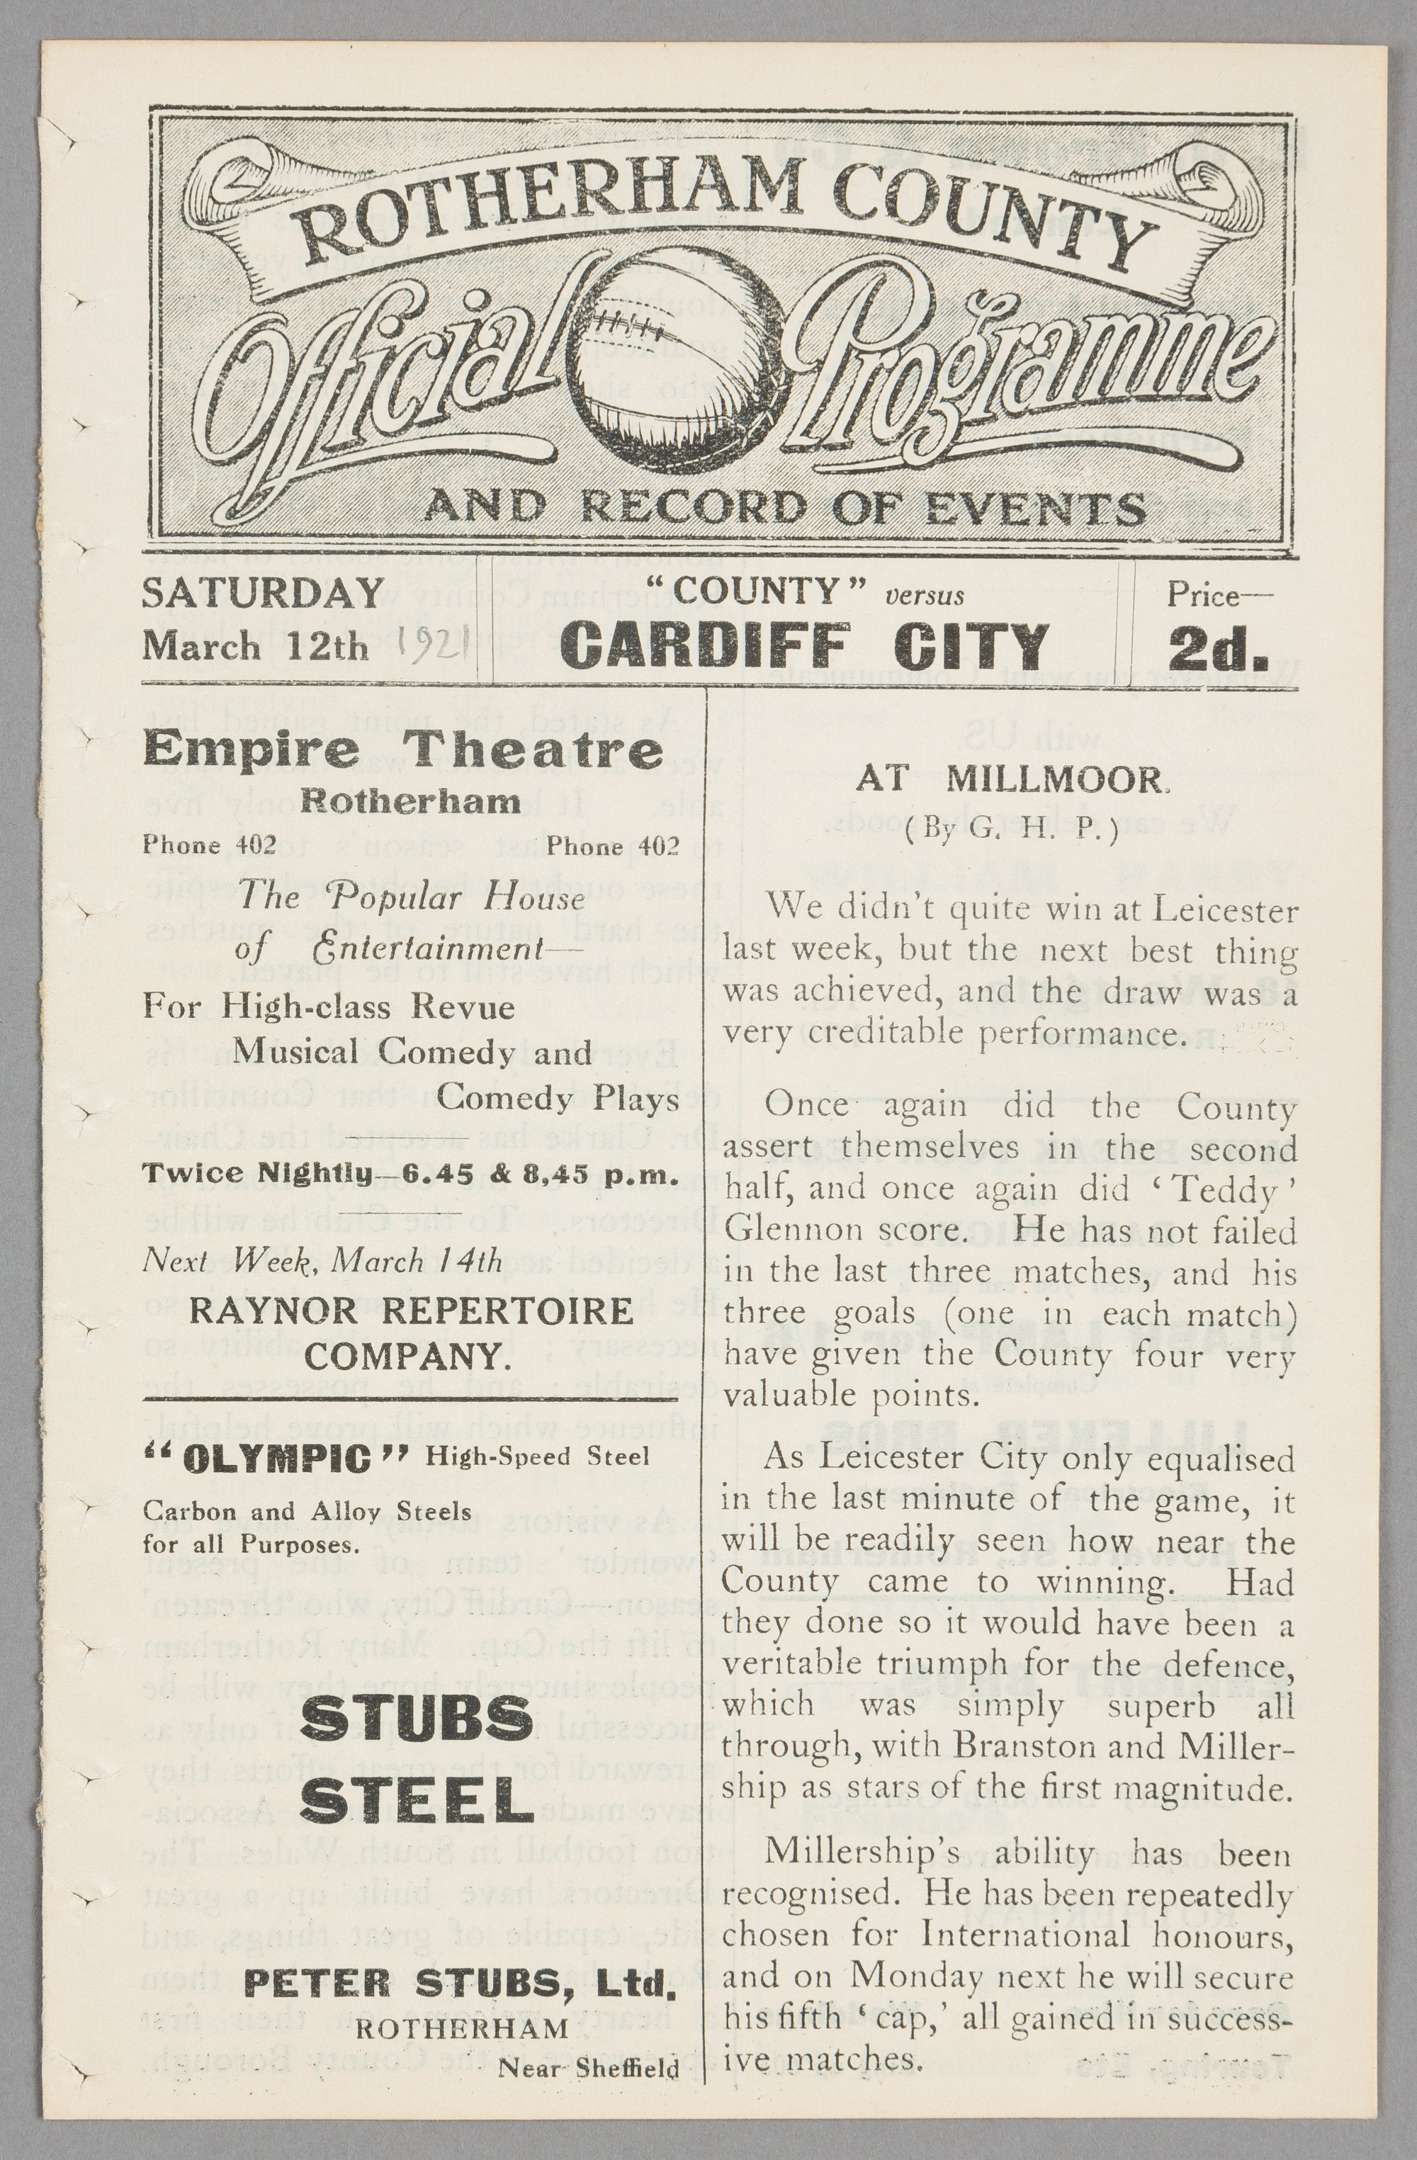 ROTHERHAM COUNTY
Official Programme
AND RECORD OF EVENTS
SATURDAY
March 12th 1921
"COUNTY" versus
CARDIFF CITY
Price—
2d.
Empire Theatre
Rotherham
Phone 402 Phone 402
The Popular House
of Entertainment—
For High-class Revue
Musical Comedy and
Comedy Plays
Twice Nightly—6.45 & 8,45 p.m.
Next Week, March 14th
RAYNOR REPERTOIRE
COMPANY.
"OLYMPIC" High-Speed Steel
Carbon and Alloy Steels
for all Purposes.
STUBS
STEEL
PETER STUBS, Ltd.
ROTHERHAM
Near Sheffield
AT MILLMOOR.
(By G. H. P.)
We didn't quite win at Leicester
last week, but the next best thing
was achieved, and the draw was a
very creditable performance.
Once again did the County
assert themselves in the second
half, and once again did 'Teddy'
Glennon score. He has not failed
in the last three matches, and his
three goals (one in each match)
have given the County four very
valuable points.
As Leicester City only equalised
in the last minute of the game, it
will be readily seen how near the
County came to winning. Had
they done so it would have been a
veritable triumph for the defence,
which was simply superb all
through, with Branston and Miller-
ship as stars of the first magnitude.
Millership's ability has been
recognised. He has been repeatedly
chosen for International honours,
and on Monday next he will secure
his fifth 'cap,' all gained in success-
ive matches.